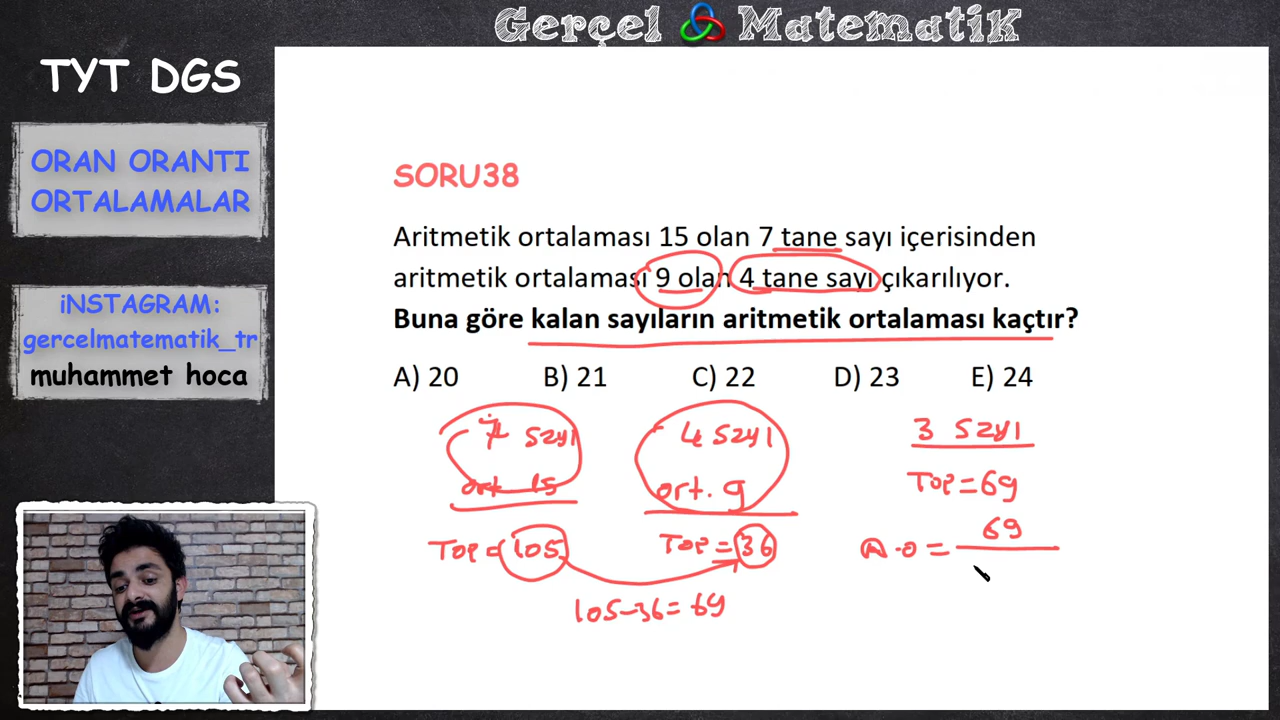 Gerçel Matematik
TYT DGS
ORAN ORANTI
ORTALAMALAR
iNSTAGRAM:
gercelmatematik_tr
muhammet hoca
SORU38
Aritmetik ortalaması 15 olan 7 tane sayı içerisinden
aritmetik ortalaması 9 olan 4 tane sayı çıkarılıyor.
Buna göre kalan sayıların aritmetik ortalaması kaçtır?
A) 20 B) 21 C) 22 D) 23 E) 24
7 sayı
ort 15
Top = 105
4 sayı
ort. 9
Top = 36
105-36=69
3 sayı
Top=69
A.O = 69